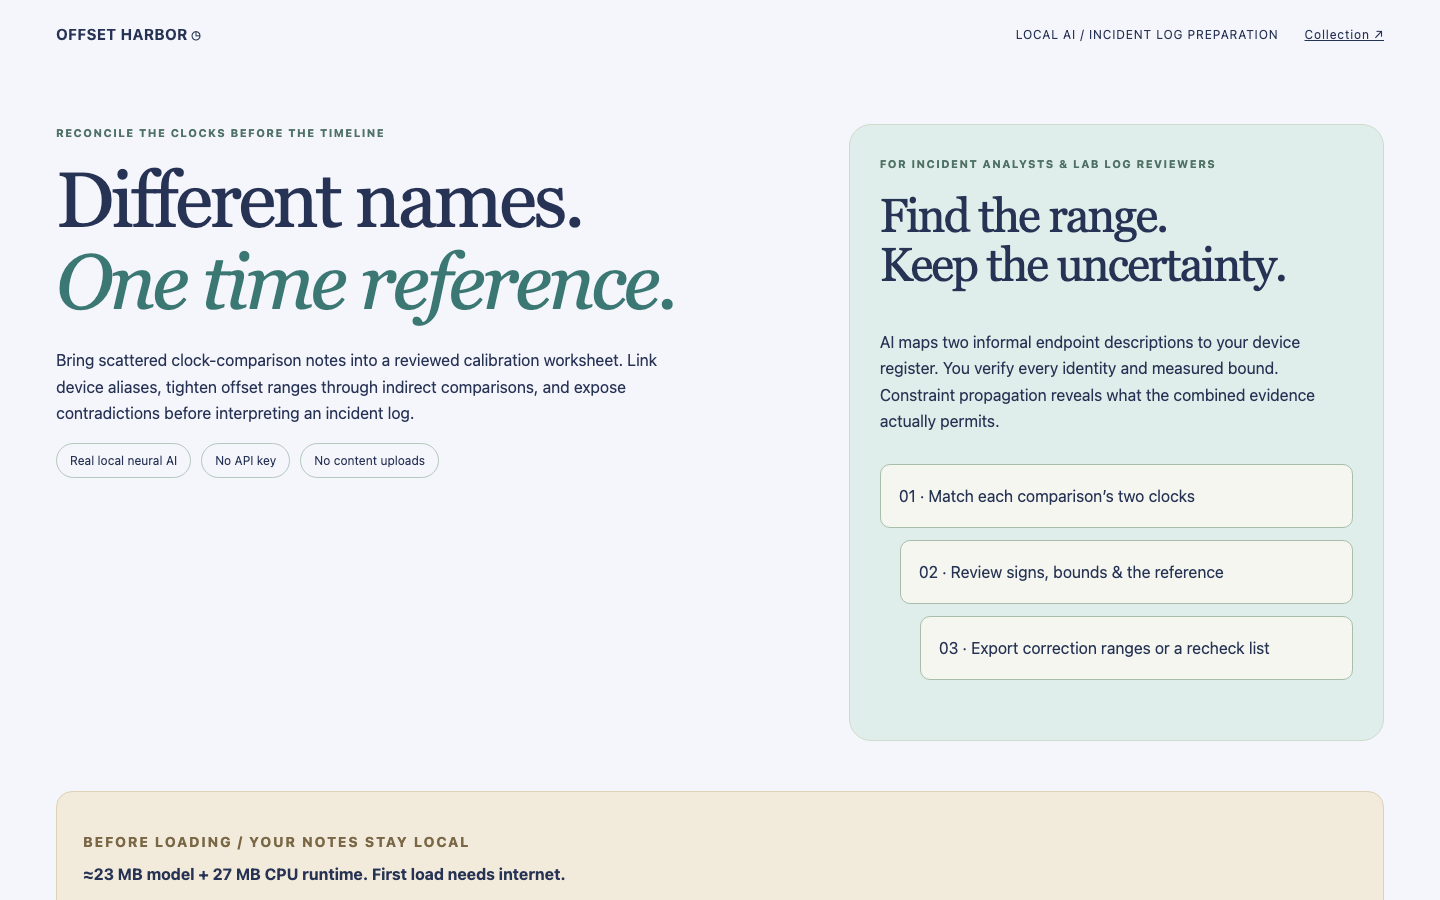 OFFSET HARBOR ◷
LOCAL AI / INCIDENT LOG PREPARATION
Collection ↗
RECONCILE THE CLOCKS BEFORE THE TIMELINE
Different names.
One time reference.
Bring scattered clock-comparison notes into a reviewed calibration worksheet. Link
device aliases, tighten offset ranges through indirect comparisons, and expose
contradictions before interpreting an incident log.
Real local neural AI
No API key
No content uploads
FOR INCIDENT ANALYSTS & LAB LOG REVIEWERS
Find the range.
Keep the uncertainty.
AI maps two informal endpoint descriptions to your device
register. You verify every identity and measured bound.
Constraint propagation reveals what the combined evidence
actually permits.
01 · Match each comparison’s two clocks
02 · Review signs, bounds & the reference
03 · Export correction ranges or a recheck list
BEFORE LOADING / YOUR NOTES STAY LOCAL
≈23 MB model + 27 MB CPU runtime. First load needs internet.